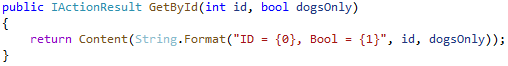 public IActionResult GetById(int id, bool dogsOnly)
{
    return Content(String.Format("ID = {0}, Bool = {1}", id, dogsOnly));
}